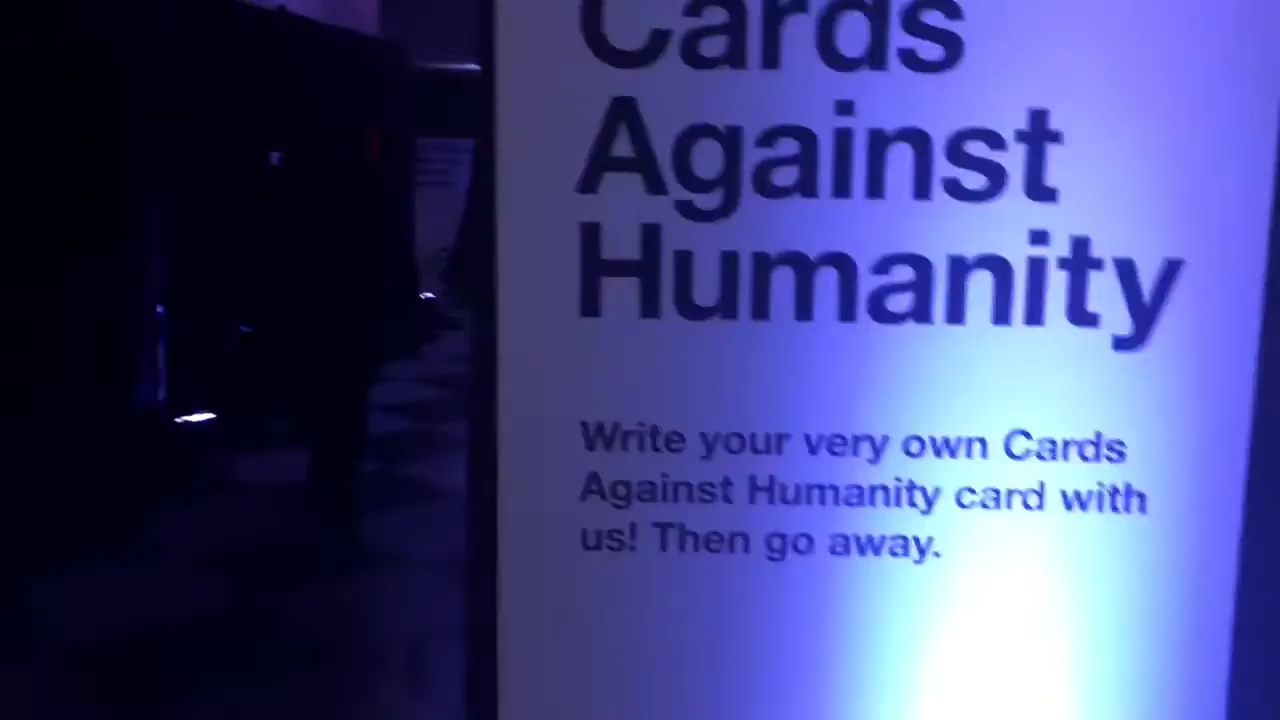 Cards
Against
Humanity
Write your very own Cards
Against Humanity card with
us! Then go away.